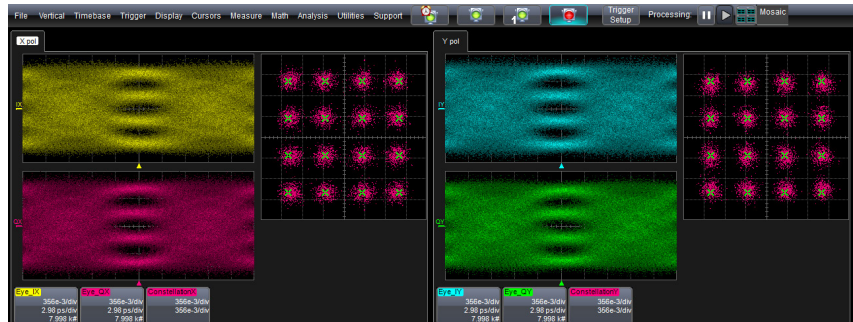 File Vertical Timebase Trigger Display Cursors Measure Math Analysis Utilities Support 1 Trigger Setup Processing: Mosaic
X pol
Y pol
IX
QX
IY
QY
Eye_IX Eye_QX ConstellationX
356e-3/div 356e-3/div 356e-3/div
2.98 ps/div 2.98 ps/div 356e-3/div
7.998 k# 7.998 k# 7.998 k#
Eye_IY Eye_QY ConstellationY
356e-3/div 356e-3/div 356e-3/div
2.98 ps/div 2.98 ps/div 356e-3/div
7.998 k# 7.998 k#